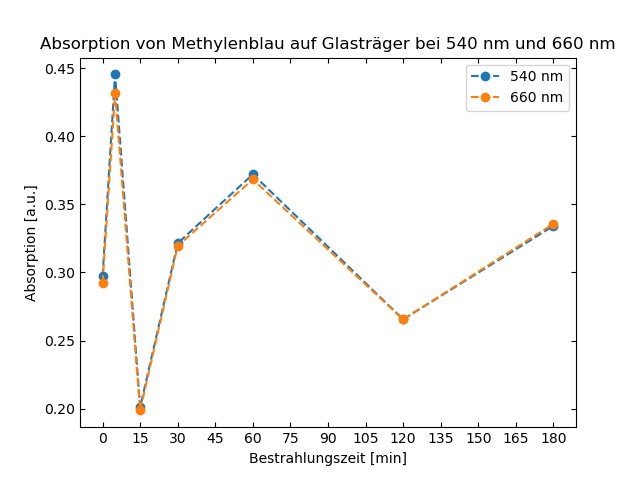 Absorption von Methylenblau auf Glasträger bei 540 nm und 660 nm
540 nm
660 nm
Absorption [a.u.]
0.45
0.40
0.35
0.30
0.25
0.20
0 15 30 45 60 75 90 105 120 135 150 165 180
Bestrahlungszeit [min]